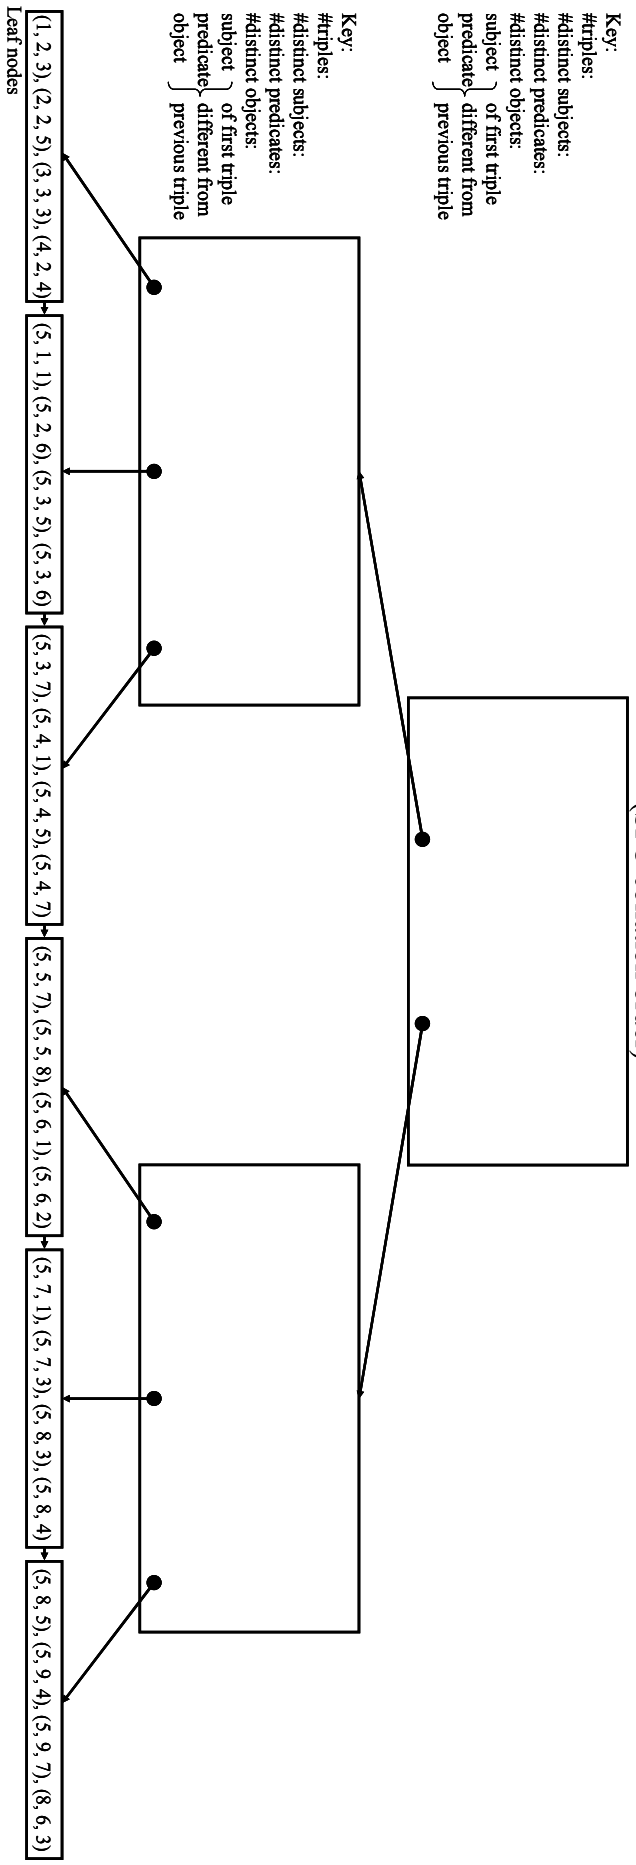 Key:
#triples:
#distinct subjects:
#distinct predicates:
#distinct objects:
subject
predicate
object
of first triple
different from
previous triple
Key:
#triples:
#distinct subjects:
#distinct predicates:
#distinct objects:
subject
predicate
object
of first triple
different from
previous triple
(1, 2, 3), (2, 2, 5), (3, 3, 3), (4, 2, 4)
(5, 1, 1), (5, 2, 6), (5, 3, 5), (5, 3, 6)
(5, 3, 7), (5, 4, 1), (5, 4, 5), (5, 4, 7)
(5, 5, 7), (5, 5, 8), (5, 6, 1), (5, 6, 2)
(5, 7, 1), (5, 7, 3), (5, 8, 3), (5, 8, 4)
(5, 8, 5), (5, 9, 4), (5, 9, 7), (8, 6, 3)
Leaf nodes